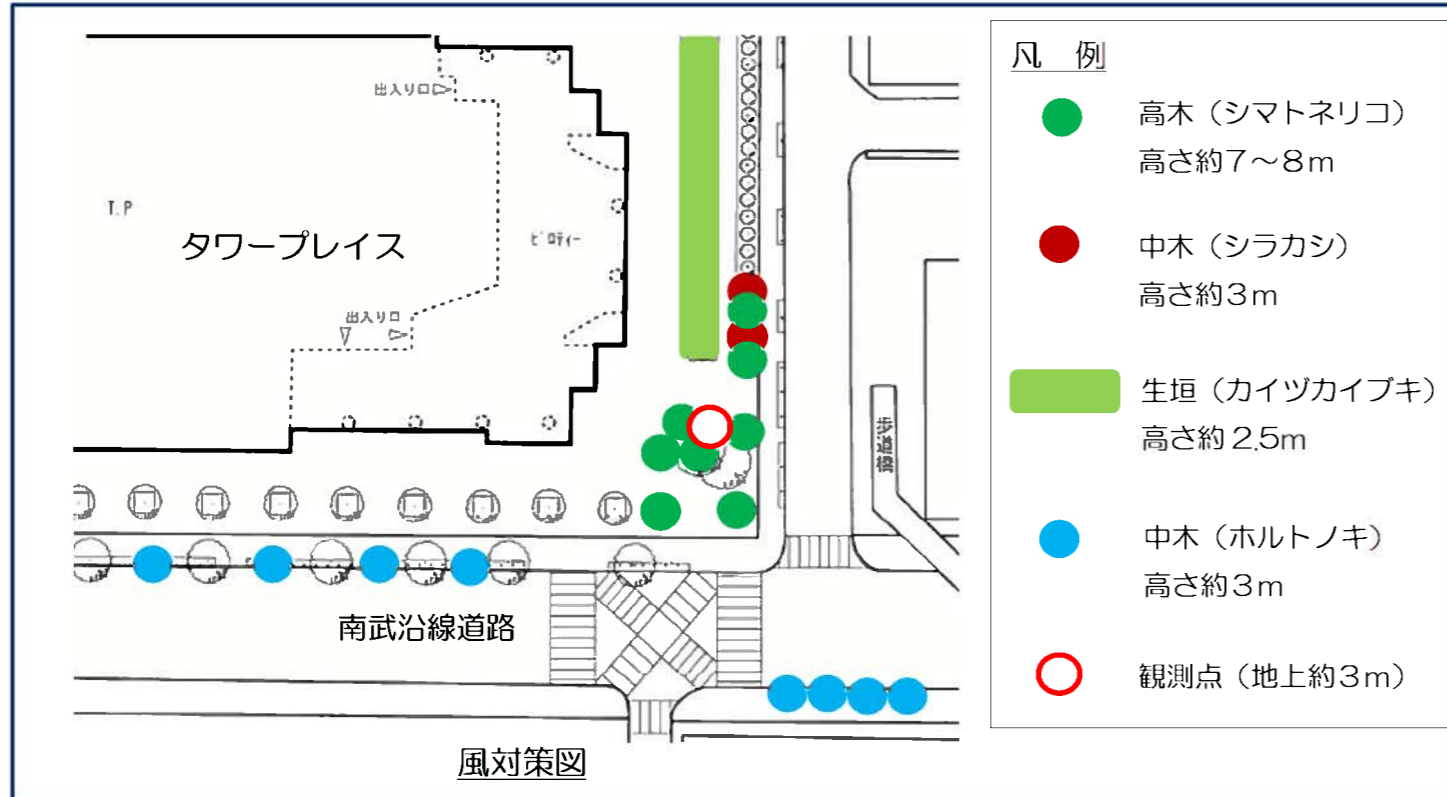 出入り口
T.P
タワープレイス
ピロティー
出入り口
歩道橋
南武沿線道路
風対策図
凡 例
高木（シマトネリコ）
高さ約7～8m
中木（シラカシ）
高さ約3m
生垣（カイヅカイブキ）
高さ約2.5m
中木（ホルトノキ）
高さ約3m
観測点（地上約3m）